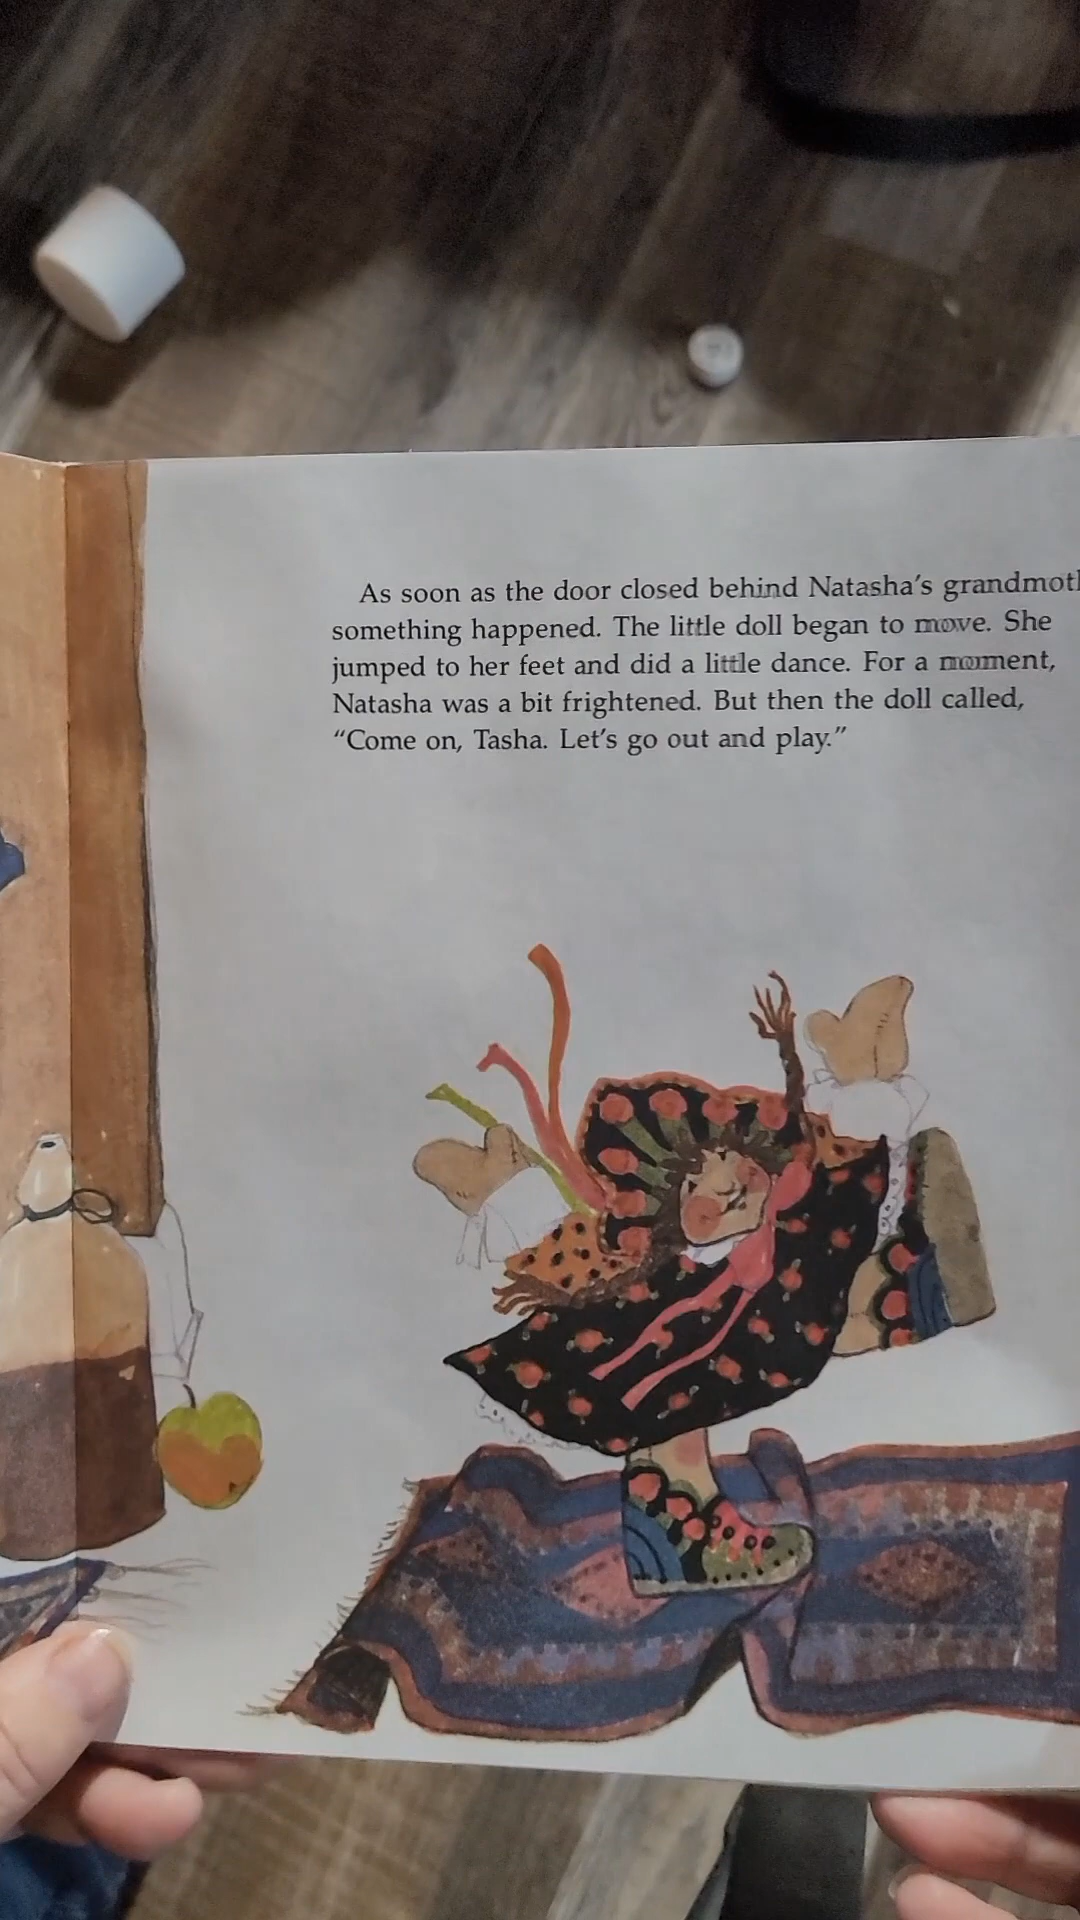 As soon as the door closed behind Natasha's
something happened. The little doll began to move. She
jumped to her feet and did a little dance. For a moment,
Natasha was a bit frightened. But then the doll called,
“Come on, Tasha. Let's go out and play.”